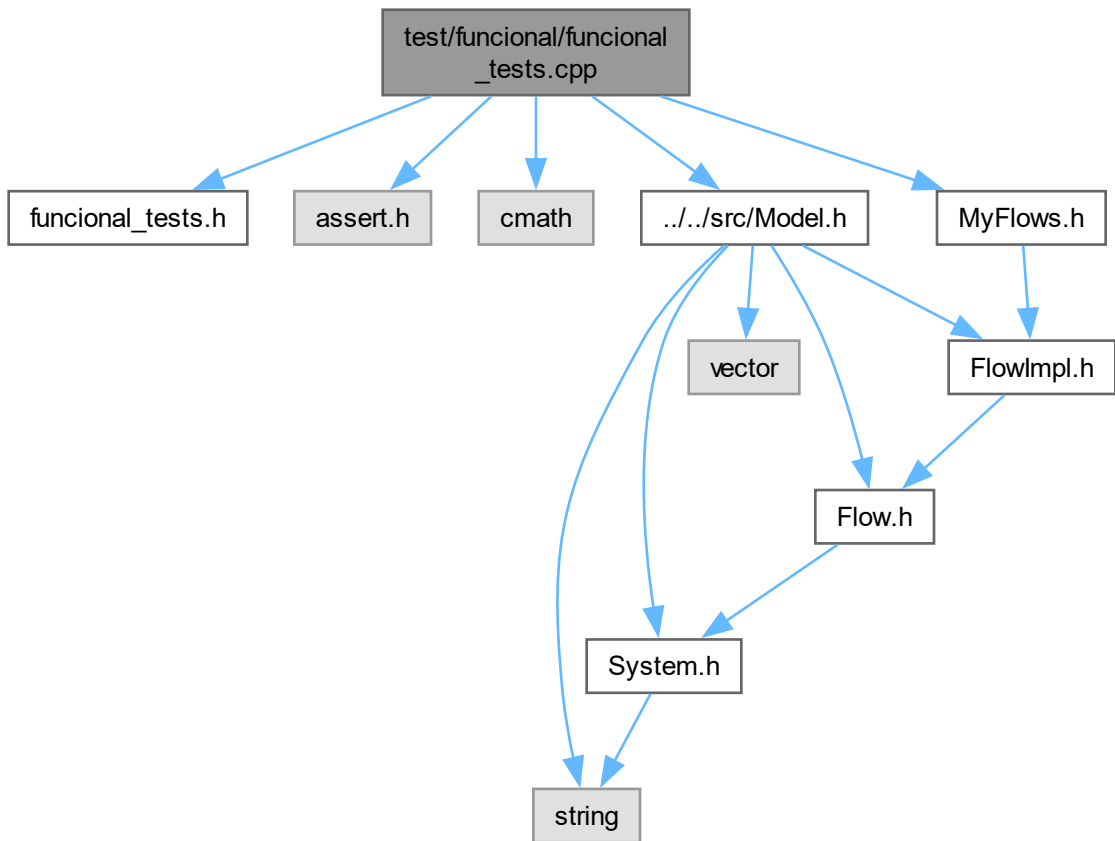 test/funcional/funcional
_tests.cpp
funcional_tests.h
assert.h
cmath
../../src/Model.h
MyFlows.h
vector
FlowImpl.h
Flow.h
System.h
string